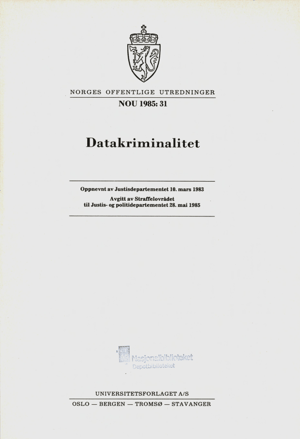 NORGES OFFENTLIGE UTREDNINGER
NOU 1985: 31
Datakriminalitet
Oppnevnt av Justisdepartementet 10. mars 1983
Avgitt av Straffelovrådet
til Justis- og politidepartementet 28. mai 1985
Nasjonalbiblioteket
UNIVERSITETSFORLAGET A/S
OSLO — BERGEN — TROMSØ — STAVANGER